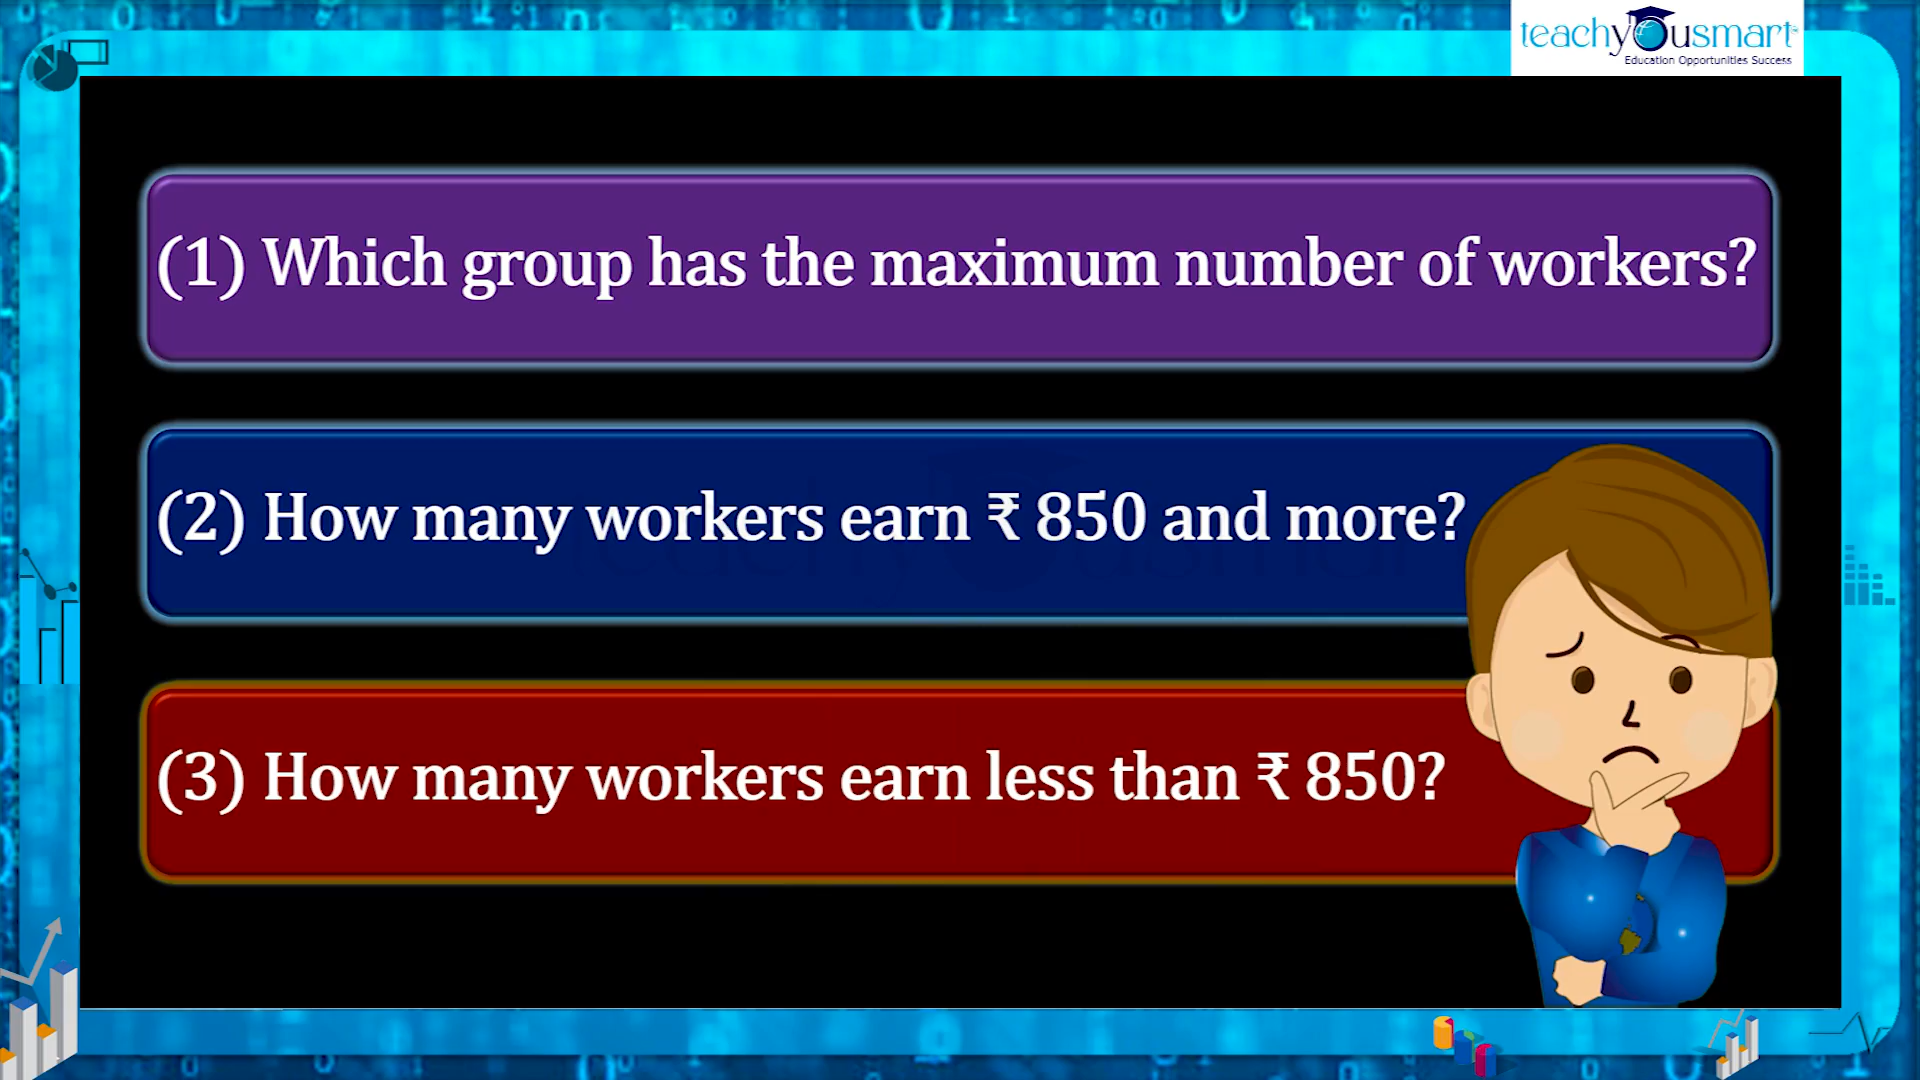 teachyousmart
Education Opportunities Success
(1) Which group has the maximum number of workers?
(2) How many workers earn ₹ 850 and more?
(3) How many workers earn less than ₹ 850?